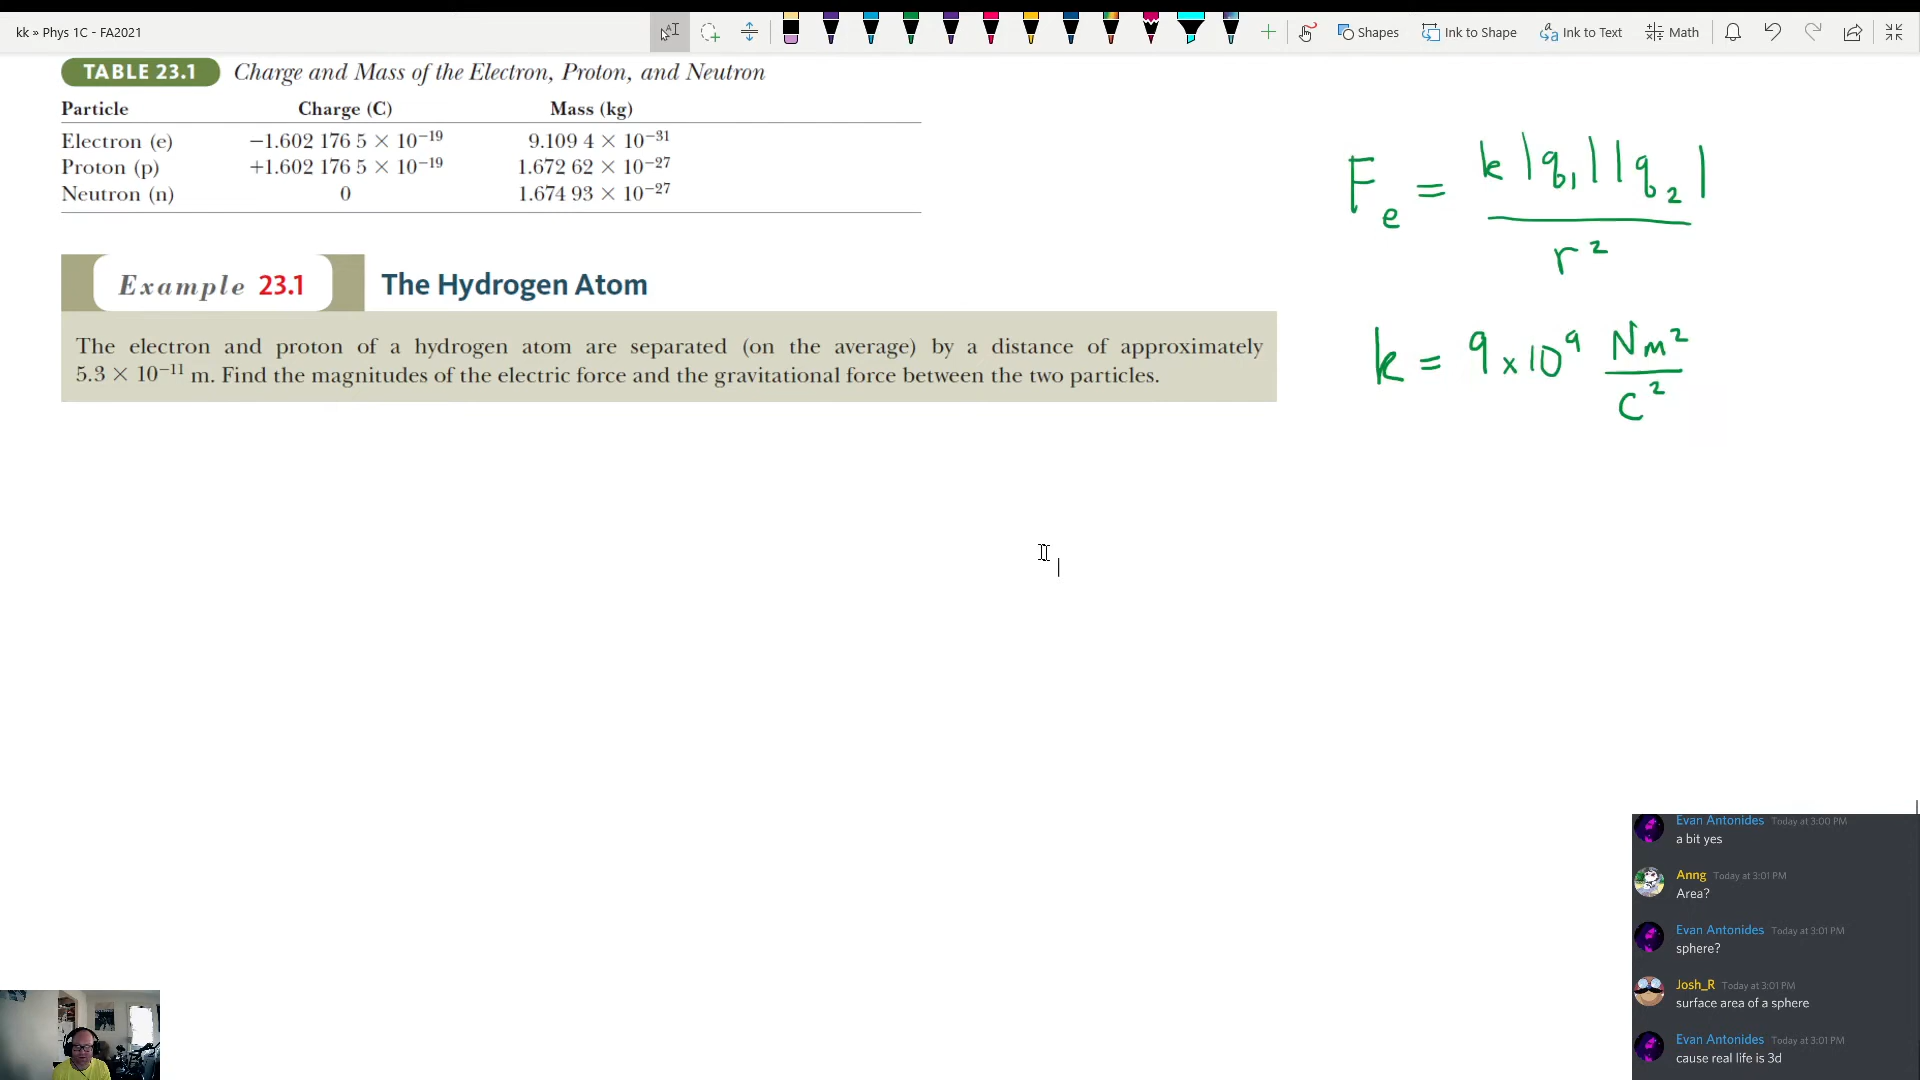 kk » Phys 1C - FA2021
Shapes
Ink to Shape
Ink to Text
Math
TABLE 23.1 Charge and Mass of the Electron, Proton, and Neutron
Particle Charge (C) Mass (kg)
Electron (e) −1.602 176 5 × 10⁻¹⁹ 9.109 4 × 10⁻³¹
Proton (p) +1.602 176 5 × 10⁻¹⁹ 1.672 62 × 10⁻²⁷
Neutron (n) 0 1.674 93 × 10⁻²⁷
Example 23.1 The Hydrogen Atom
The electron and proton of a hydrogen atom are separated (on the average) by a distance of approximately
5.3 × 10⁻¹¹ m. Find the magnitudes of the electric force and the gravitational force between the two particles.
Fₑ = k |q₁| |q₂|
r²
k = 9 × 10⁹ Nm²
C²
Evan Antonides Today at 3:00 PM
a bit yes
Anng Today at 3:01 PM
Area?
Evan Antonides Today at 3:01 PM
sphere?
Josh_R Today at 3:01 PM
surface area of a sphere
Evan Antonides Today at 3:01 PM
cause real life is 3d